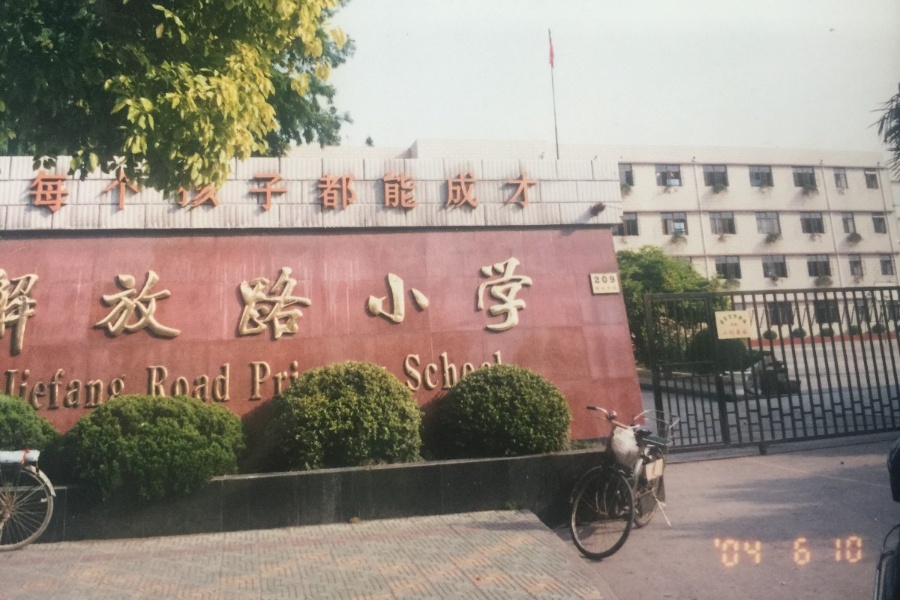 每个孩子都能成才
解放路小学
Jiefang Road Primary School
209
'04 6 10